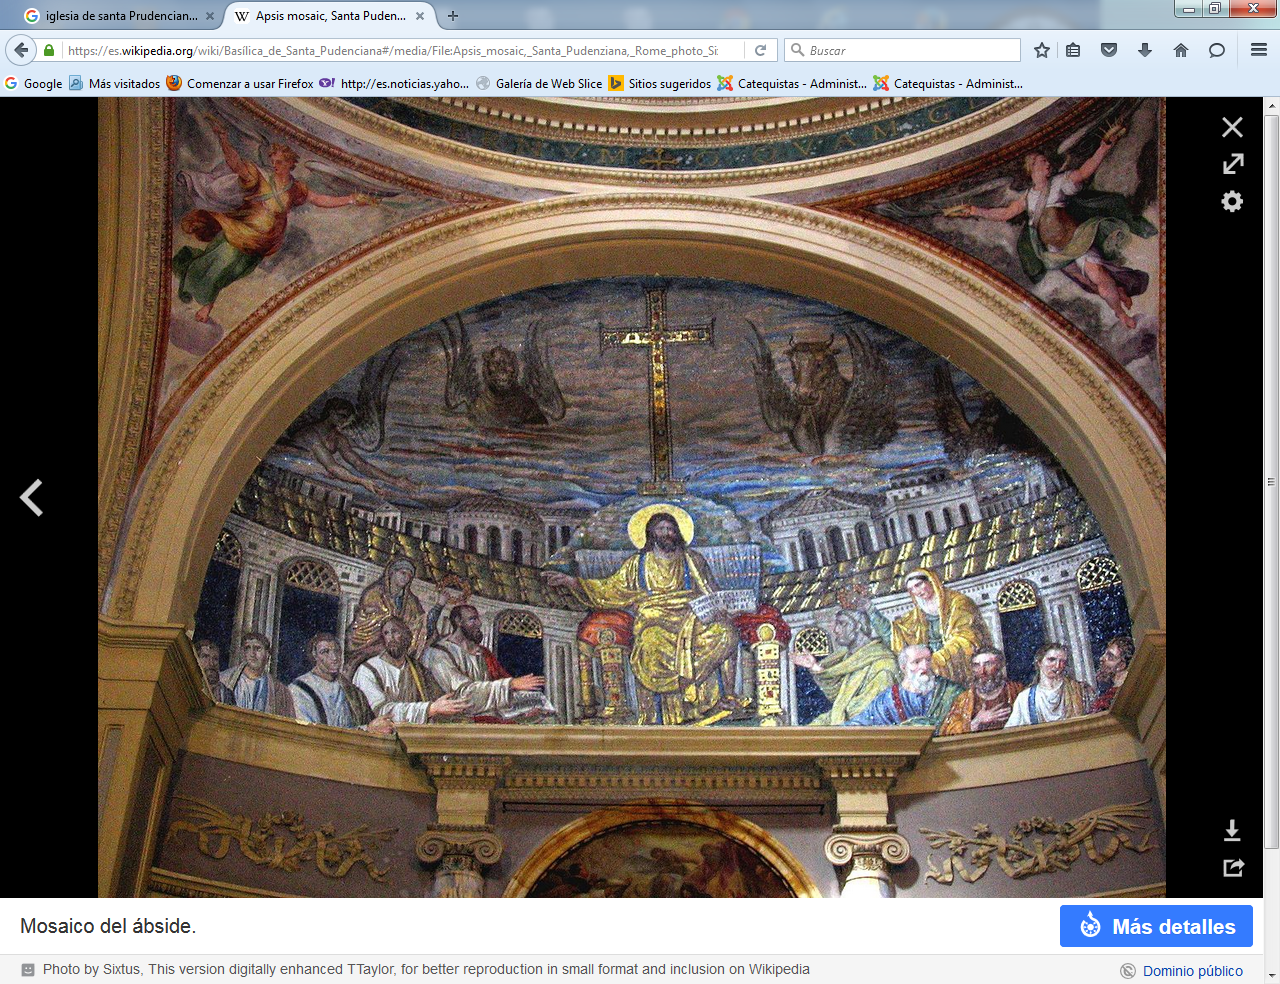 iglesia de santa Prudencian...
Apsis mosaic, Santa Puden...
https://es.wikipedia.org/wiki/Basílica_de_Santa_Pudenciana#/media/File:Apsis_mosaic,_Santa_Pudenziana,_Rome_photo_Si
Buscar
Google
Más visitados
Comenzar a usar Firefox
http://es.noticias.yaho...
Galería de Web Slice
Sitios sugeridos
Catequistas - Administ...
Catequistas - Administ...
Mosaico del ábside.
Más detalles
Photo by Sixtus, This version digitally enhanced TTaylor, for better reproduction in small format and inclusion on Wikipedia
Dominio público